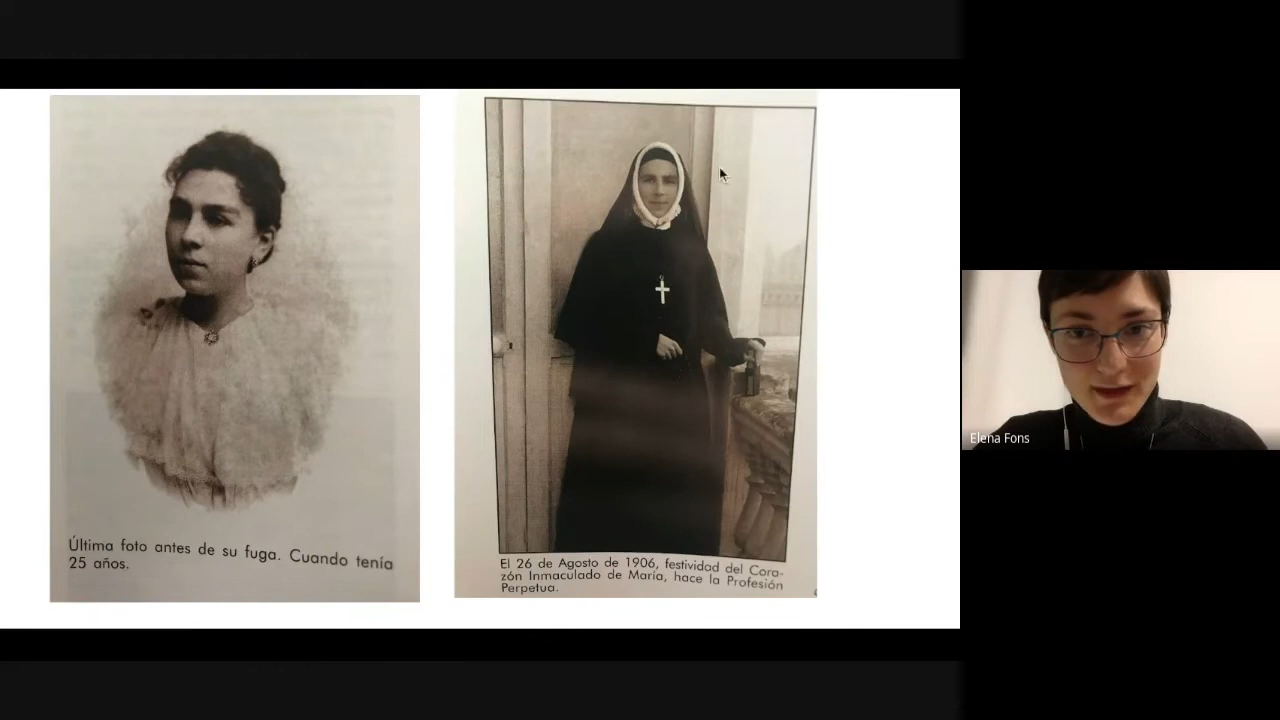 Última foto antes de su fuga. Cuando tenía
25 años.
El 26 de Agosto de 1906, festividad del Cora-
zón Inmaculado de María, hace la Profesión
Perpetua.
Elena Fons